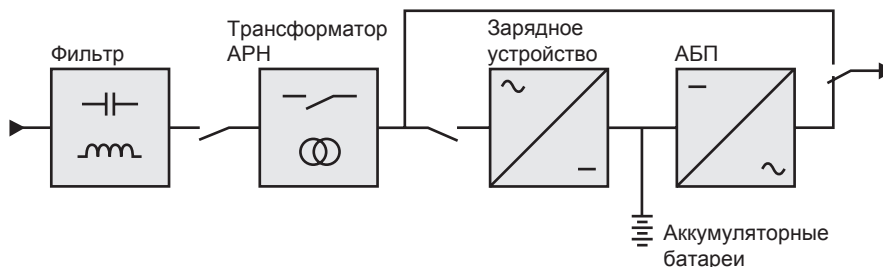 Фильтр
Трансформатор
АРН
Зарядное
устройство
АБП
Аккумуляторные
батареи